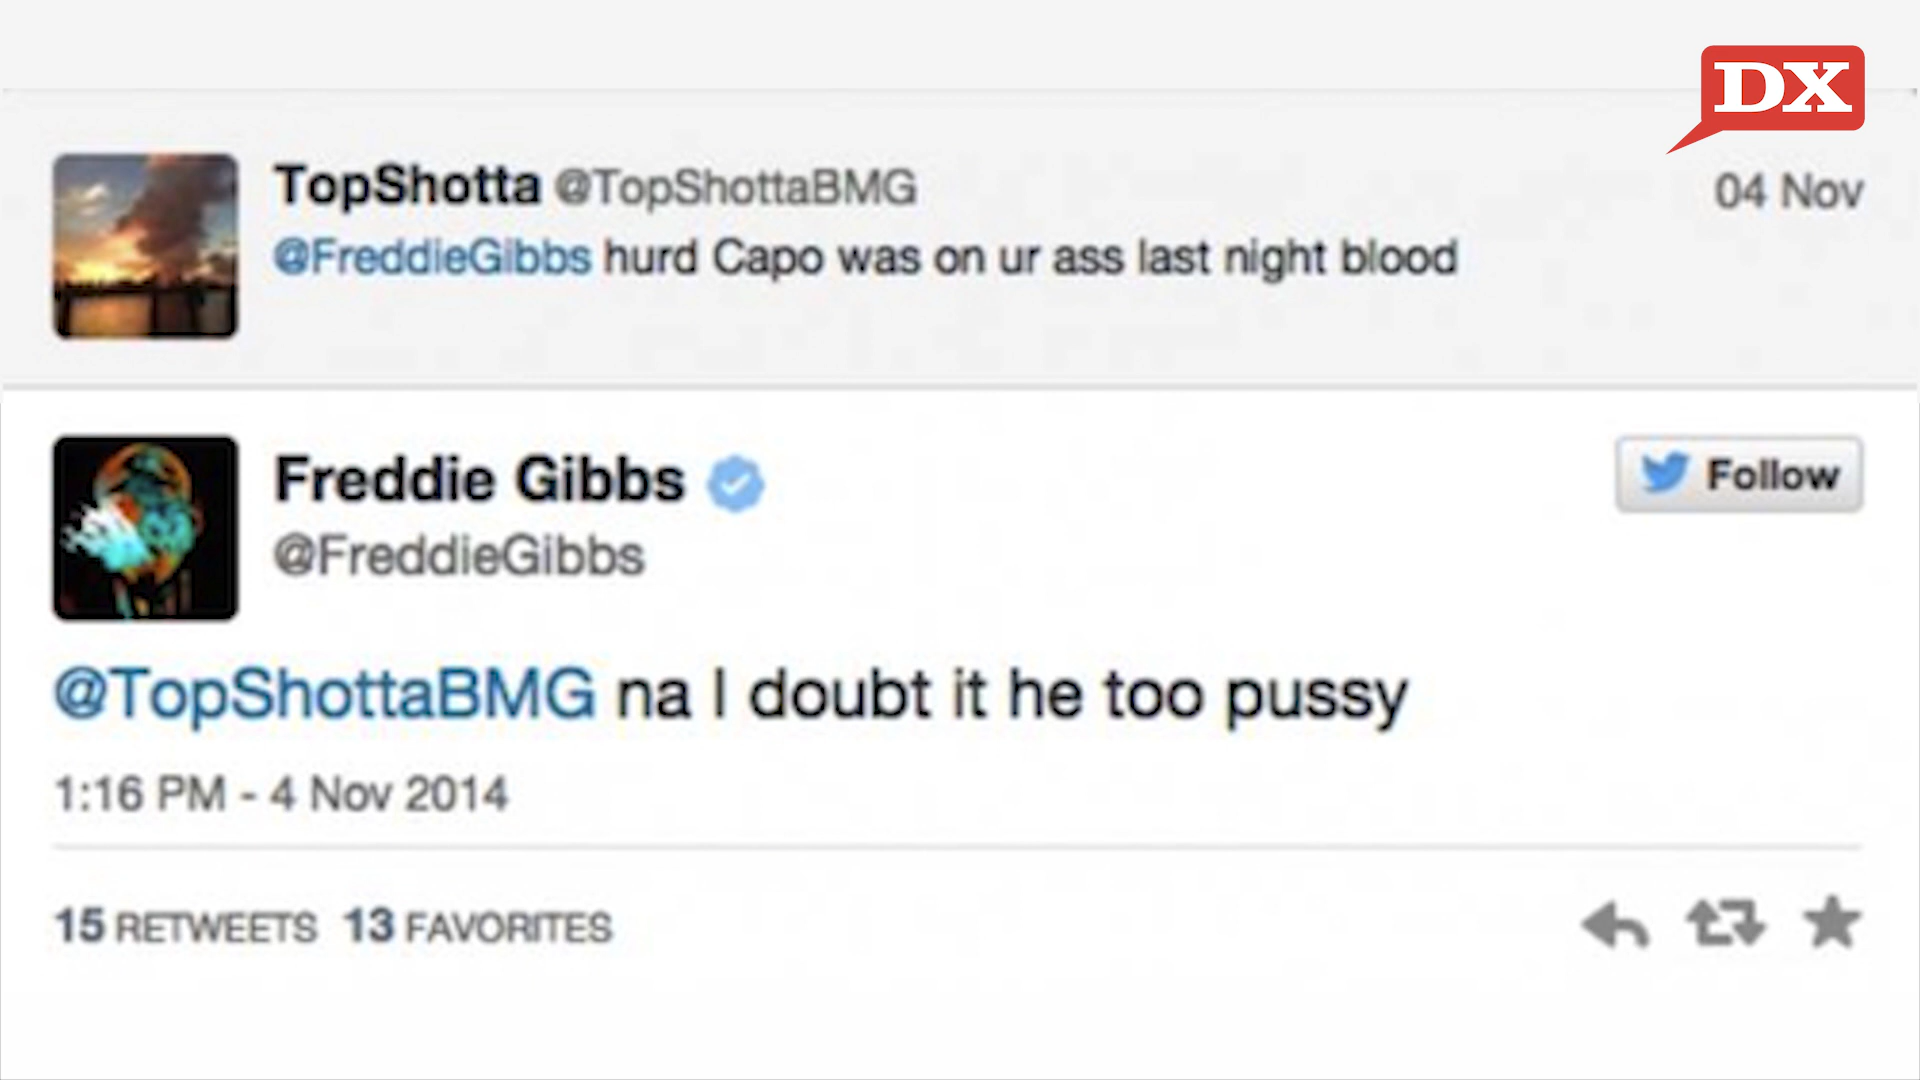 DX
TopShotta @TopShottaBMG
04 Nov
@FreddieGibbs hurd Capo was on ur ass last night blood
Freddie Gibbs
Follow
@FreddieGibbs
@TopShottaBMG na I doubt it he too pussy
1:16 PM - 4 Nov 2014
15 RETWEETS 13 FAVORITES